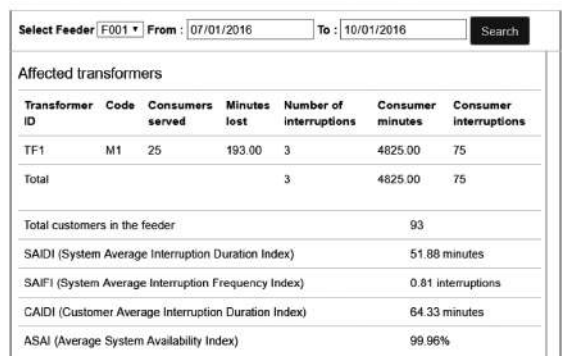 Select Feeder F001 From : 07/01/2016 To : 10/01/2016 Search
Affected transformers
Transformer ID Code Consumers served Minutes lost Number of interruptions Consumer minutes Consumer interruptions
TF1 M1 25 193.00 3 4825.00 75
Total 3 4825.00 75
Total customers in the feeder 93
SAIDI (System Average Interruption Duration Index) 51.88 minutes
SAIFI (System Average Interruption Frequency Index) 0.81 interruptions
CAIDI (Customer Average Interruption Duration Index) 64.33 minutes
ASAI (Average System Availability Index) 99.96%